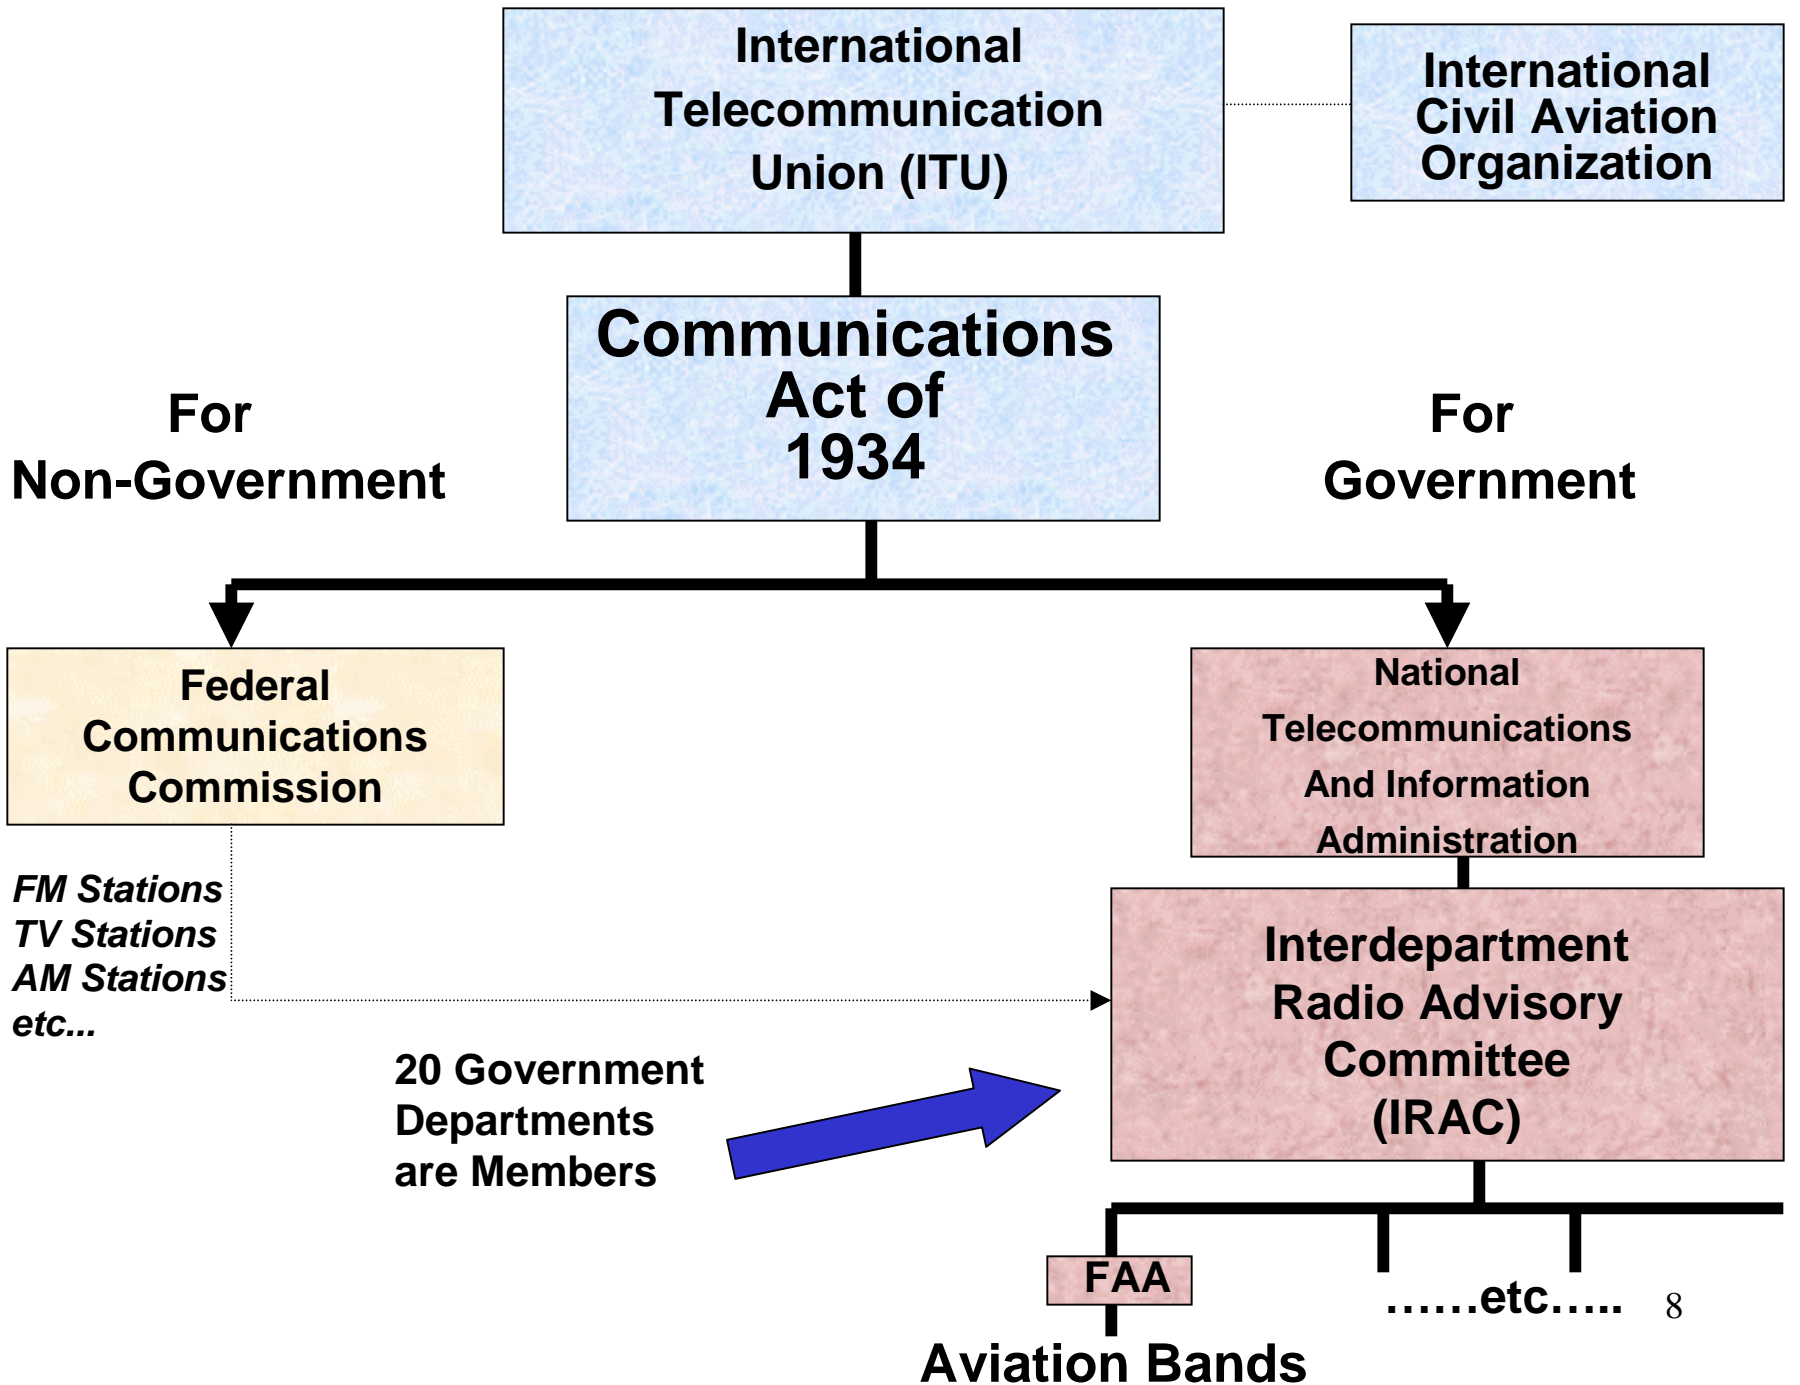 International
Telecommunication
Union (ITU)
International
Civil Aviation
Organization
Communications
Act of
1934
For
Non-Government
For
Government
Federal
Communications
Commission
National
Telecommunications
And Information
Administration
FM Stations
TV Stations
AM Stations
etc...
Interdepartment
Radio Advisory
Committee
(IRAC)
20 Government
Departments
are Members
FAA
……etc…..
8
Aviation Bands